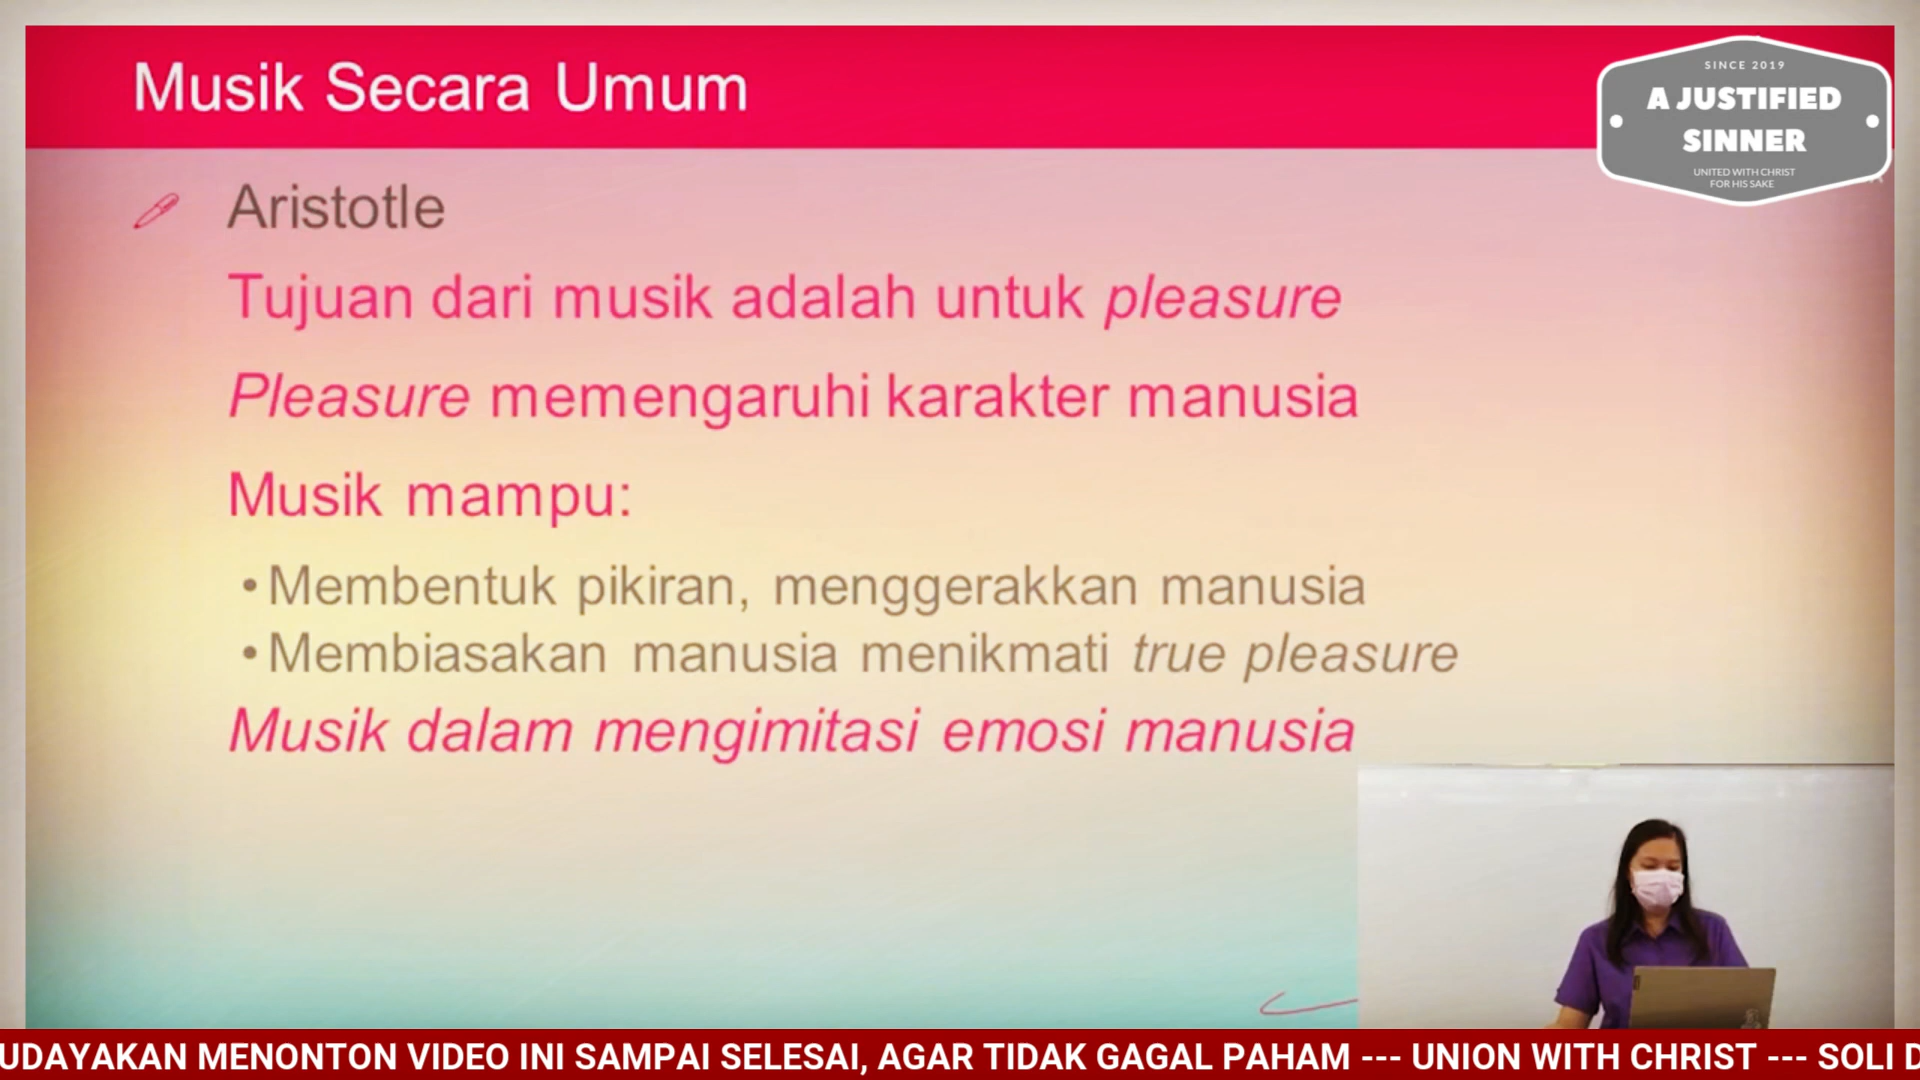 Musik Secara Umum
SINCE 2019
A JUSTIFIED
SINNER
UNITED WITH CHRIST
FOR HIS SAKE
Aristotle
Tujuan dari musik adalah untuk pleasure
Pleasure memengaruhi karakter manusia
Musik mampu:
• Membentuk pikiran, menggerakkan manusia
• Membiasakan manusia menikmati true pleasure
Musik dalam mengimitasi emosi manusia
UDAYAKAN MENONTON VIDEO INI SAMPAI SELESAI, AGAR TIDAK GAGAL PAHAM --- UNION WITH CHRIST --- SOLI D